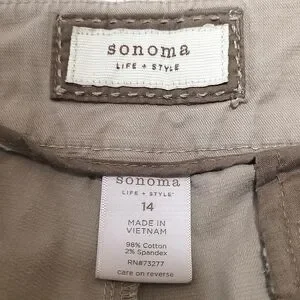 sonoma
LIFE + STYLE
sonoma
LIFE + STYLE
14
MADE IN
VIETNAM
98% Cotton
2% Spandex
RN#73277
care on reverse